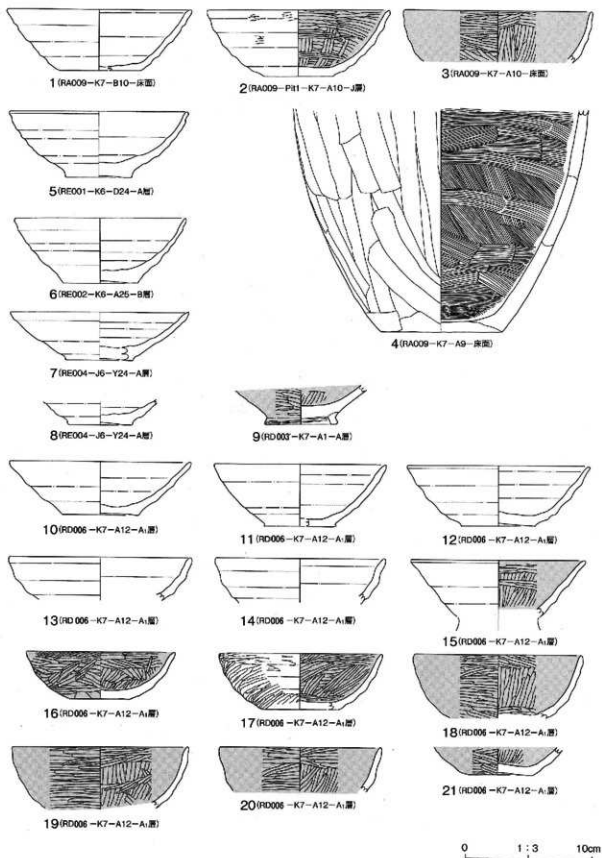 1(RA009-K7-B10-床面)
2(RA009-Pit1-K7-A10-J層)
3(RA009-K7-A10-床面)
5(RE001-K6-D24-A層)
6(RE002-K6-A25-B層)
4(RA009-K7-A9-床面)
7(RE004-J6-Y24-A層)
8(RE004-J6-Y24-A層)
9(RD003-K7-A1-A層)
10(RD006-K7-A12-A₁層)
11(RD006-K7-A12-A₁層)
12(RD006-K7-A12-A₁層)
13(RD006-K7-A12-A₁層)
14(RD006-K7-A12-A₁層)
15(RD006-K7-A12-A₁層)
16(RD006-K7-A12-A₁層)
17(RD006-K7-A12-A₁層)
18(RD006-K7-A12-A₁層)
19(RD006-K7-A12-A₁層)
20(RD006-K7-A12-A₁層)
21(RD006-K7-A12-A₁層)
0 1:3 10cm